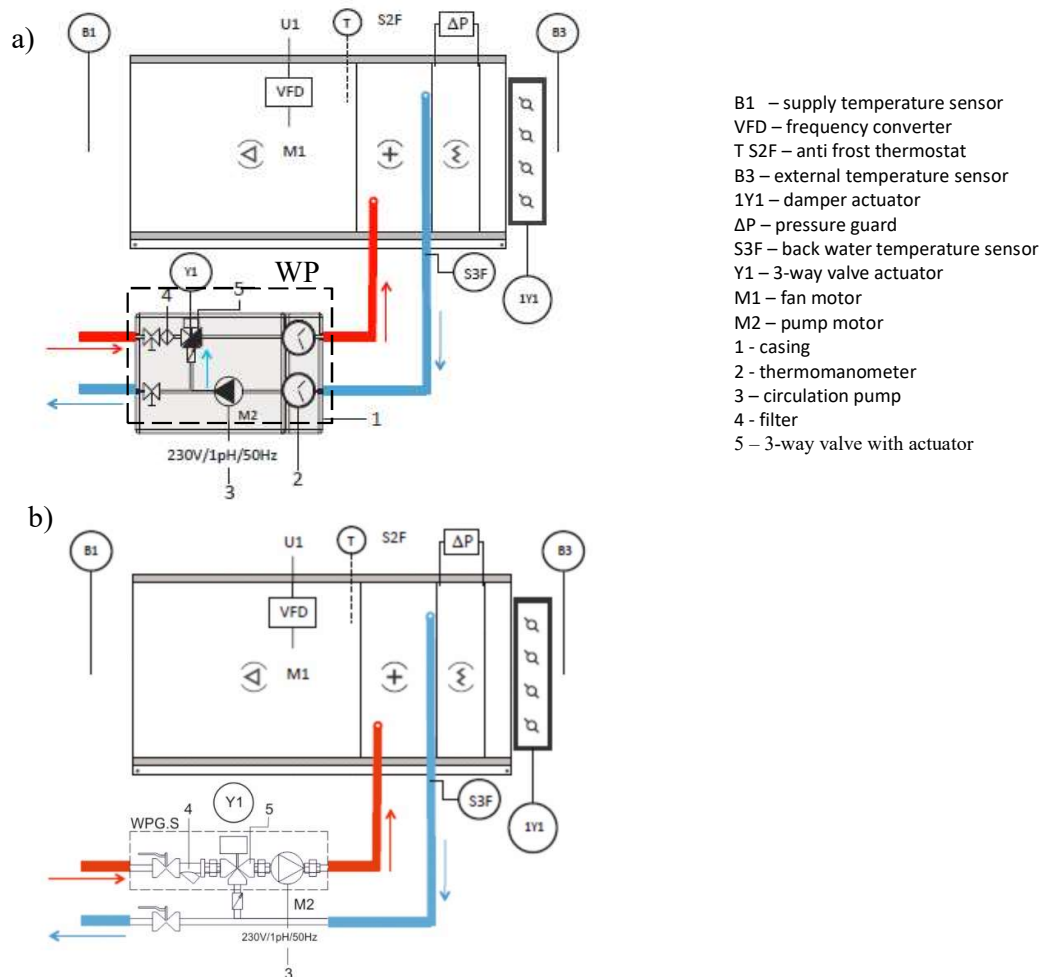 a)
B1
U1
T
S2F
ΔP
B3
VFD
M1
Y1
WP
4
5
S3F
1Y1
M2
1
230V/1pH/50Hz
2
3
B1 – supply temperature sensor
VFD – frequency converter
T S2F – anti frost thermostat
B3 – external temperature sensor
1Y1 – damper actuator
ΔP – pressure guard
S3F – back water temperature sensor
Y1 – 3-way valve actuator
M1 – fan motor
M2 – pump motor
1 - casing
2 - thermomanometer
3 – circulation pump
4 - filter
5 – 3-way valve with actuator
b)
B1
U1
T
S2F
ΔP
B3
VFD
M1
Y1
S3F
1Y1
WPG.S
4
5
M2
230V/1pH/50Hz
3